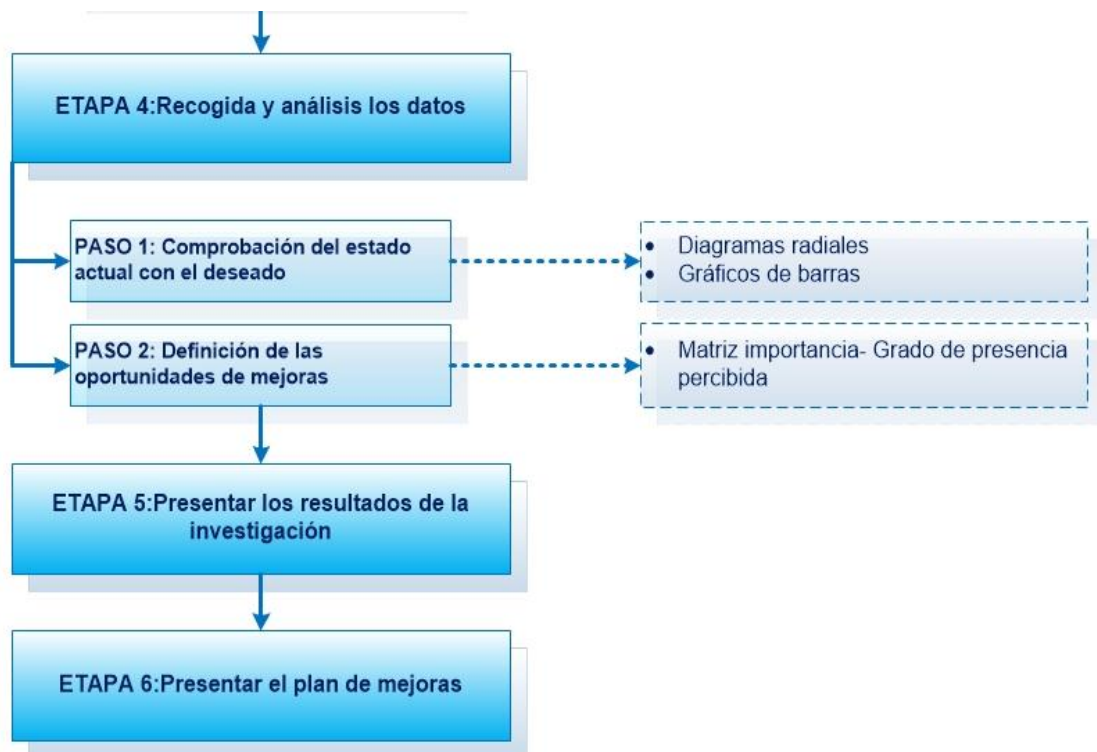 ETAPA 4:Recogida y análisis los datos
PASO 1: Comprobación del estado
actual con el deseado
• Diagramas radiales
• Gráficos de barras
PASO 2: Definición de las
oportunidades de mejoras
• Matriz importancia- Grado de presencia
percibida
ETAPA 5:Presentar los resultados de la
investigación
ETAPA 6:Presentar el plan de mejoras